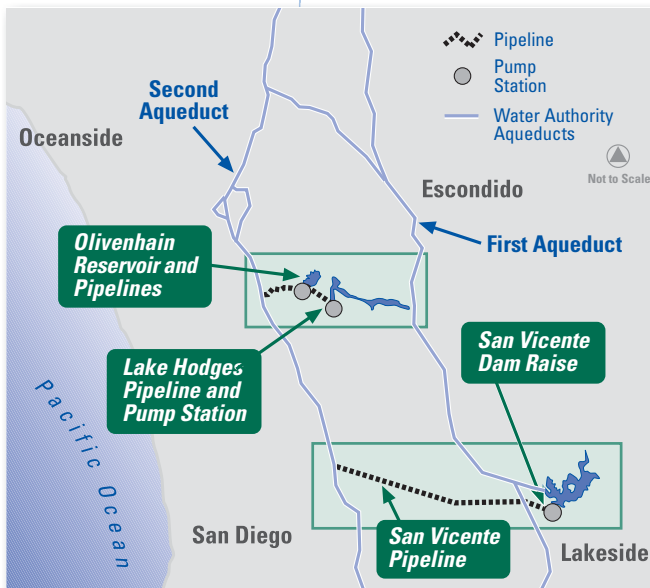 Pipeline
Pump
Station
Water Authority
Aqueducts
Not to Scale
Second
Aqueduct
Oceanside
Escondido
First Aqueduct
Olivenhain
Reservoir and
Pipelines
Lake Hodges
Pipeline and
Pump Station
San Vicente
Dam Raise
Pacific Ocean
San Diego
San Vicente
Pipeline
Lakeside